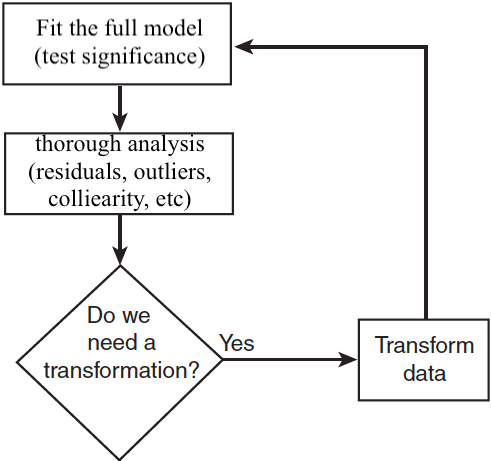 Fit the full model
(test significance)
thorough analysis
(residuals, outliers,
colliearity, etc)
Do we
need a
transformation?
Yes
Transform
data